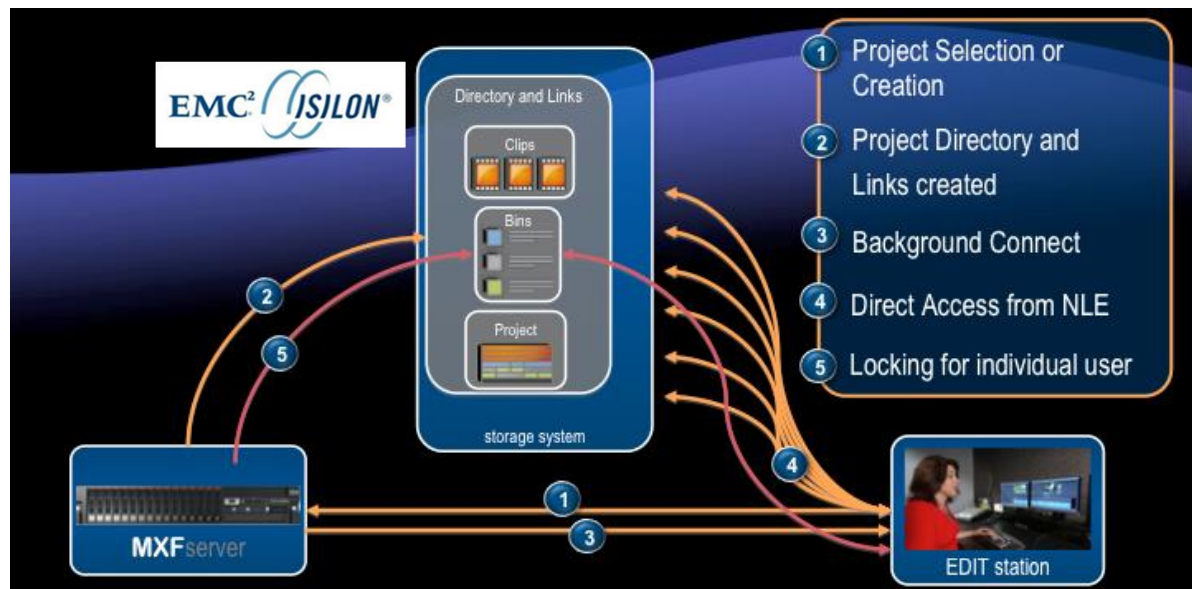 EMC² ISILON®
Directory and Links
Clips
Bins
Project
storage system
2
5
MXFserver
1
3
4
EDIT station
1 Project Selection or
Creation
2 Project Directory and
Links created
3 Background Connect
4 Direct Access from NLE
5 Locking for individual user